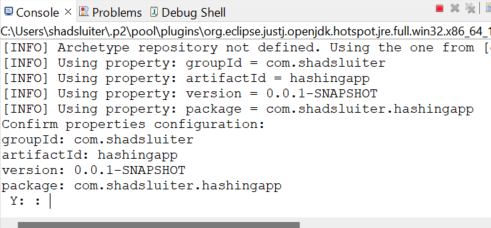 Console Problems Debug Shell
C:\Users\shadsluiter\.p2\pool\plugins\org.eclipse.justj.openjdk.hotspot.jre.full.win32.x86_64_1
[INFO] Archetype repository not defined. Using the one from [
[INFO] Using property: groupId = com.shadsluiter
[INFO] Using property: artifactId = hashingapp
[INFO] Using property: version = 0.0.1-SNAPSHOT
[INFO] Using property: package = com.shadsluiter.hashingapp
Confirm properties configuration:
groupId: com.shadsluiter
artifactId: hashingapp
version: 0.0.1-SNAPSHOT
package: com.shadsluiter.hashingapp
Y: :